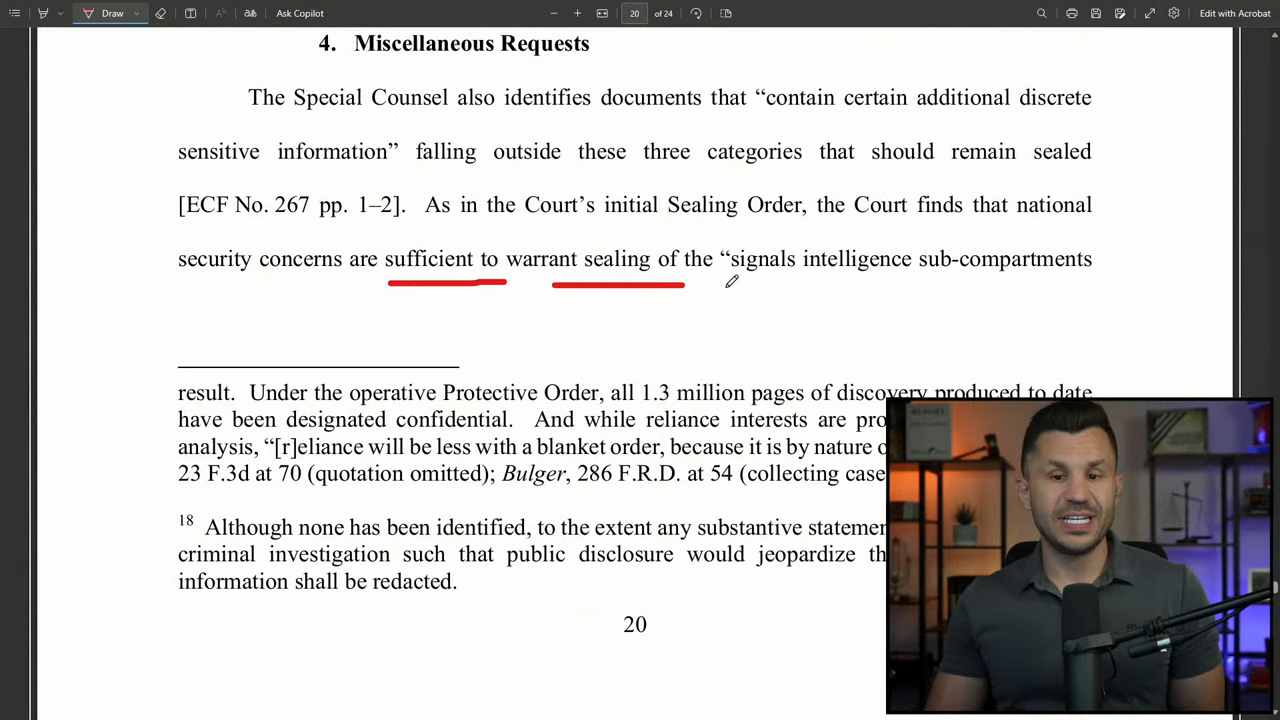 Draw
Ask Copilot
20
of 24
Edit with Acrobat
4. Miscellaneous Requests
The Special Counsel also identifies documents that “contain certain additional discrete
sensitive information” falling outside these three categories that should remain sealed
[ECF No. 267 pp. 1–2]. As in the Court’s initial Sealing Order, the Court finds that national
security concerns are sufficient to warrant sealing of the “signals intelligence sub-compartments
result. Under the operative Protective Order, all 1.3 million pages of discovery produced to date
have been designated confidential. And while reliance interests are
analysis, “[r]eliance will be less with a blanket order, because it is by nature
23 F.3d at 70 (quotation omitted); Bulger, 286 F.R.D. at 54 (collecting
18 Although none has been identified, to the extent any substantive
criminal investigation such that public disclosure would jeopardize
information shall be redacted.
20